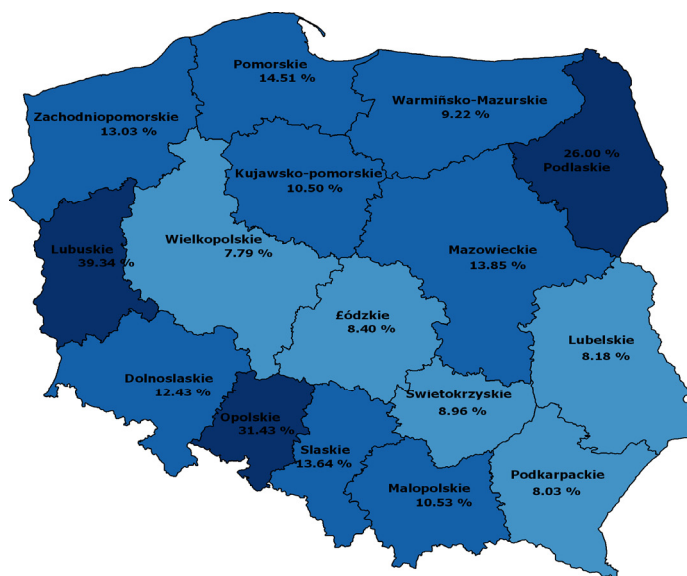 Pomorskie
14.51 %
Warmiñsko-Mazurskie
9.22 %
Zachodniopomorskie
13.03 %
26.00 %
Podlaskie
Kujawsko-pomorskie
10.50 %
Lubuskie
39.34 %
Wielkopolskie
7.79 %
Mazowieckie
13.85 %
£ódzkie
8.40 %
Lubelskie
8.18 %
Dolnoslaskie
12.43 %
Swietokrzyskie
8.96 %
Opolskie
31.43 %
Slaskie
13.64 %
Podkarpackie
8.03 %
Malopolskie
10.53 %